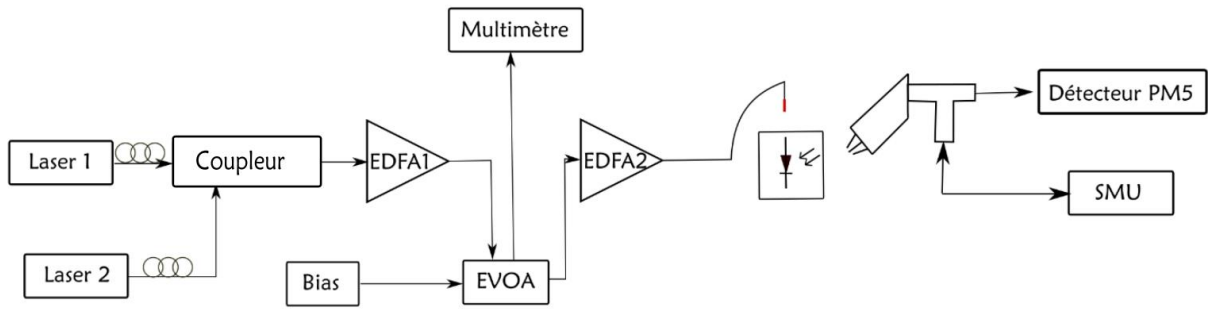 Multimètre
Détecteur PM5
Laser 1
Coupleur
EDFA1
EDFA2
SMU
Laser 2
Bias
EVOA